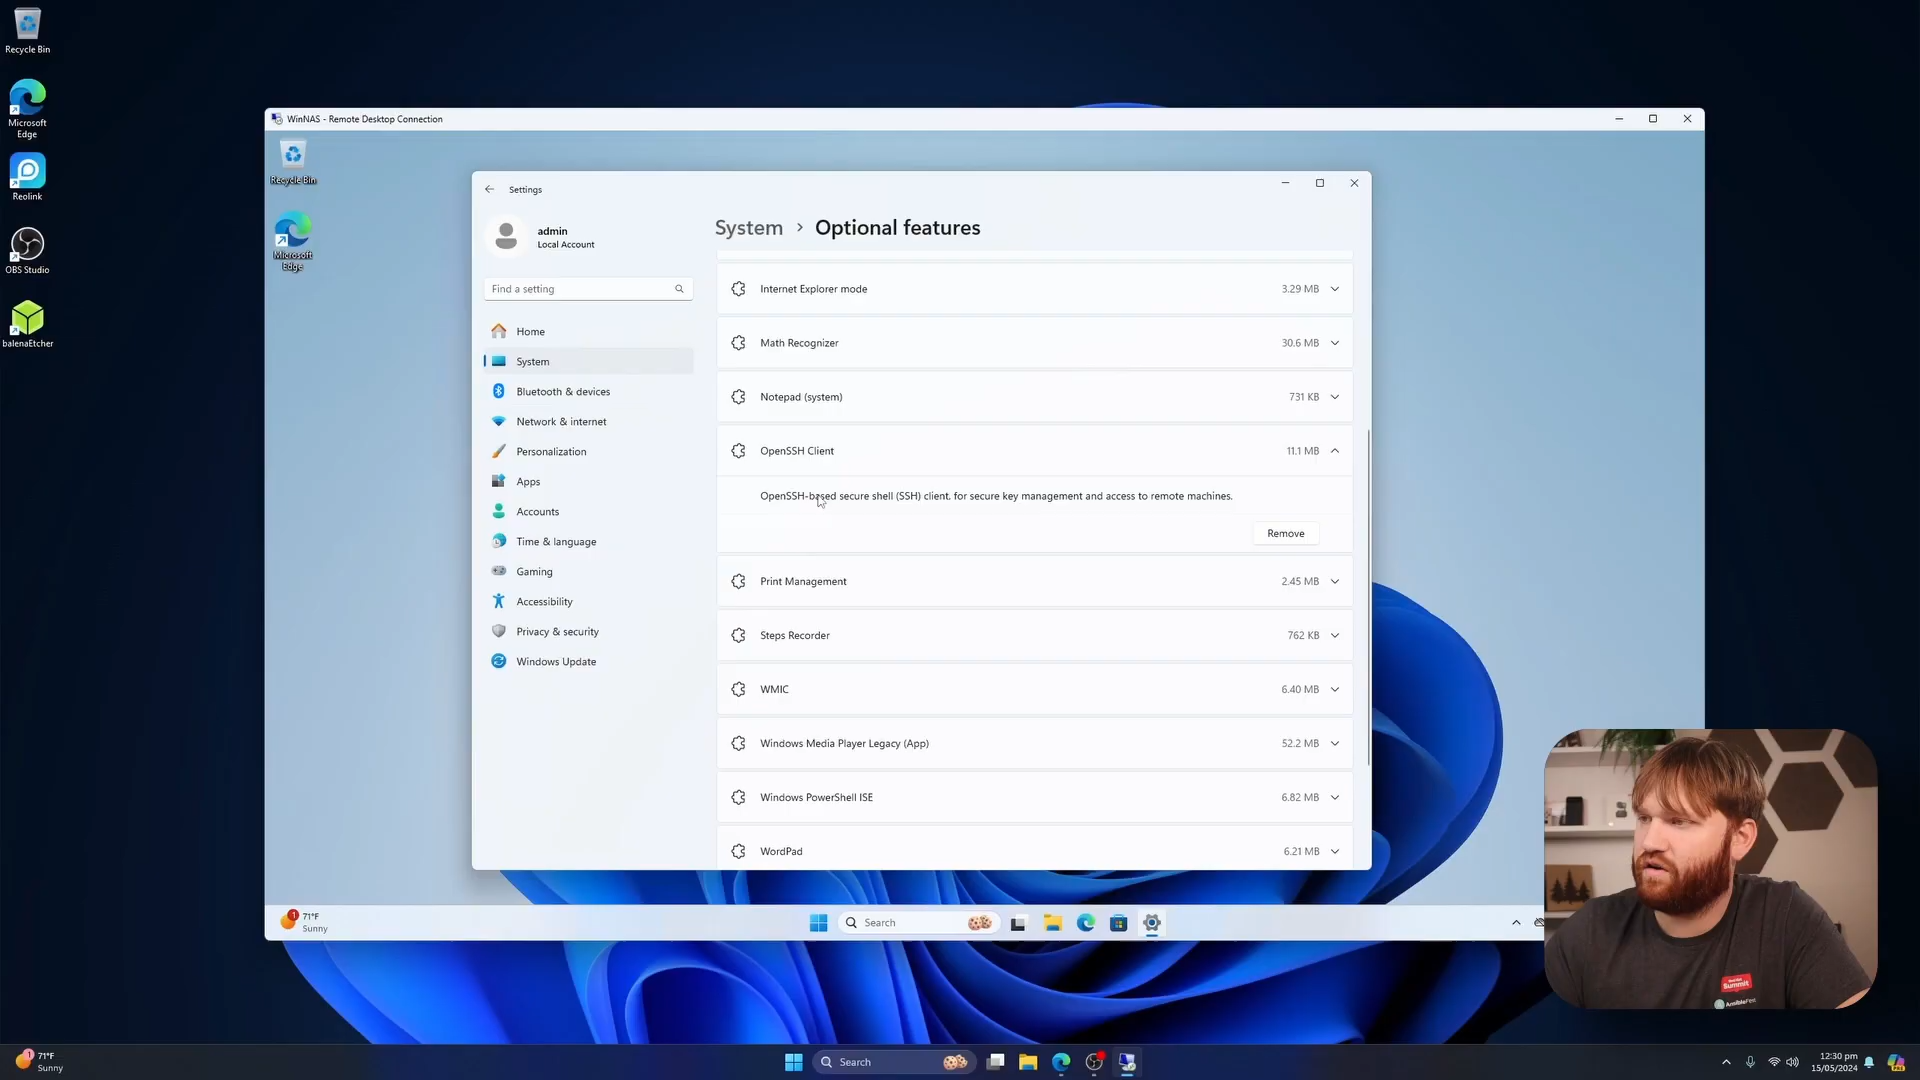 Recycle Bin
Microsoft
Edge
Reolink
OBS Studio
balenaEtcher
WinNAS - Remote Desktop Connection
Recycle Bin
Microsoft
Edge
Settings
admin
Local Account
Find a setting
Home
System
Bluetooth & devices
Network & internet
Personalization
Apps
Accounts
Time & language
Gaming
Accessibility
Privacy & security
Windows Update
System > Optional features
Internet Explorer mode 3.29 MB
Math Recognizer 30.6 MB
Notepad (system) 731 KB
OpenSSH Client 11.1 MB
OpenSSH-based secure shell (SSH) client, for secure key management and access to remote machines.
Remove
Print Management 2.45 MB
Steps Recorder 762 KB
WMIC 6.40 MB
Windows Media Player Legacy (App) 52.2 MB
Windows PowerShell ISE 6.82 MB
WordPad 6.21 MB
1
71°F
Sunny
Search
Summit
AnsibleFest
1
71°F
Sunny
Search
12:30 pm
15/05/2024